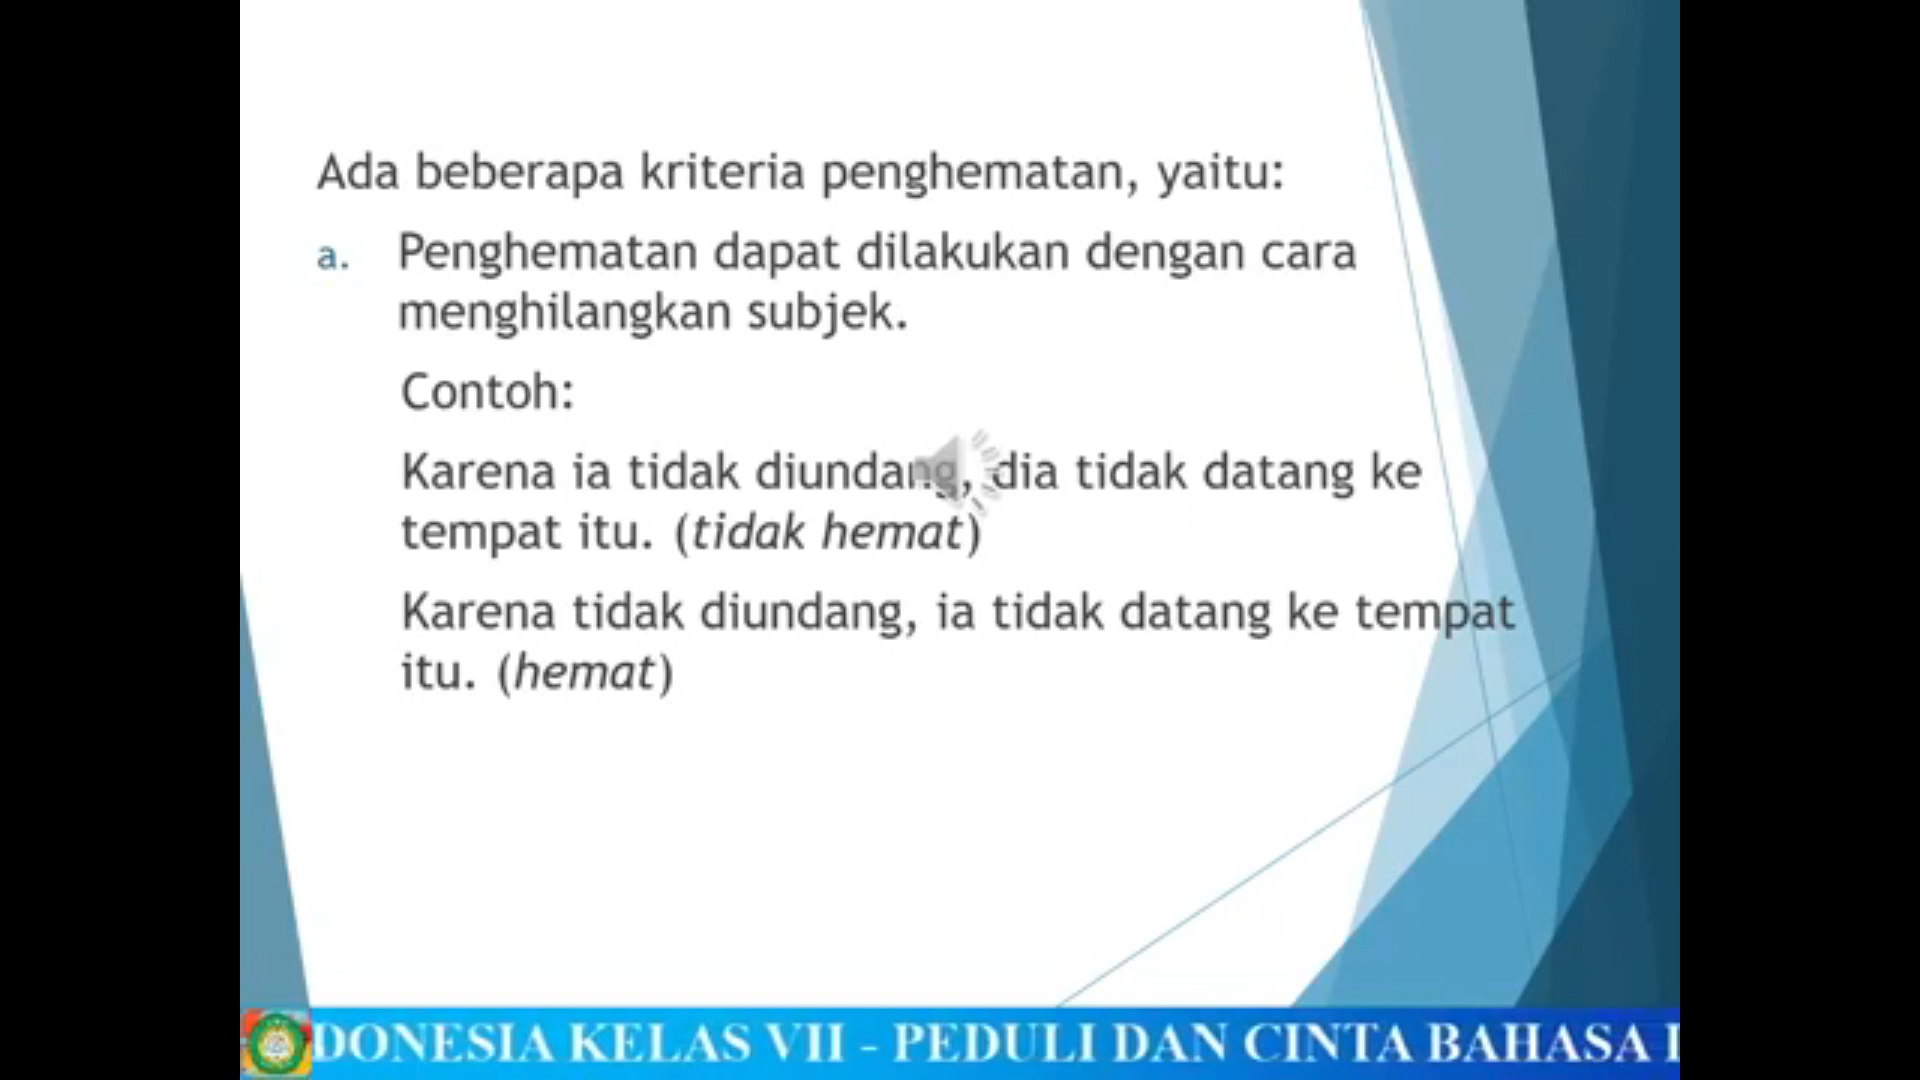 Ada beberapa kriteria penghematan, yaitu:
a. Penghematan dapat dilakukan dengan cara
menghilangkan subjek.
Contoh:
Karena ia tidak diundang, dia tidak datang ke
tempat itu. (tidak hemat)
Karena tidak diundang, ia tidak datang ke tempat
itu. (hemat)
DONESIA KELAS VII - PEDULI DAN CINTA BAHASA I